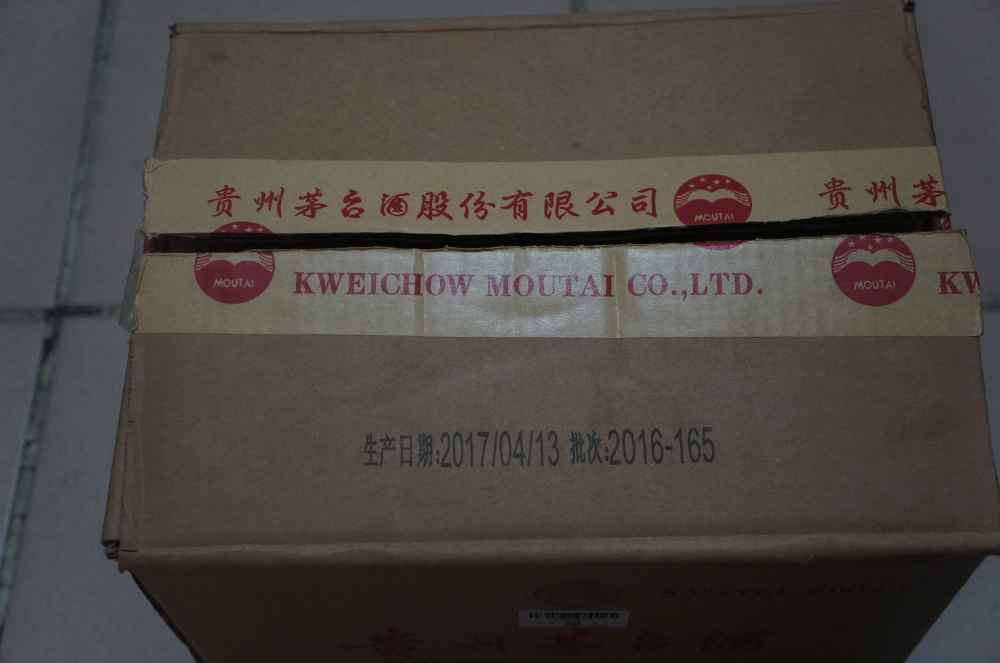 贵州茅台酒股份有限公司 MOUTAI 贵州茅
MOUTAI KWEICHOW MOUTAI CO.,LTD. MOUTAI KW
生产日期:2017/04/13 批次:2016-165